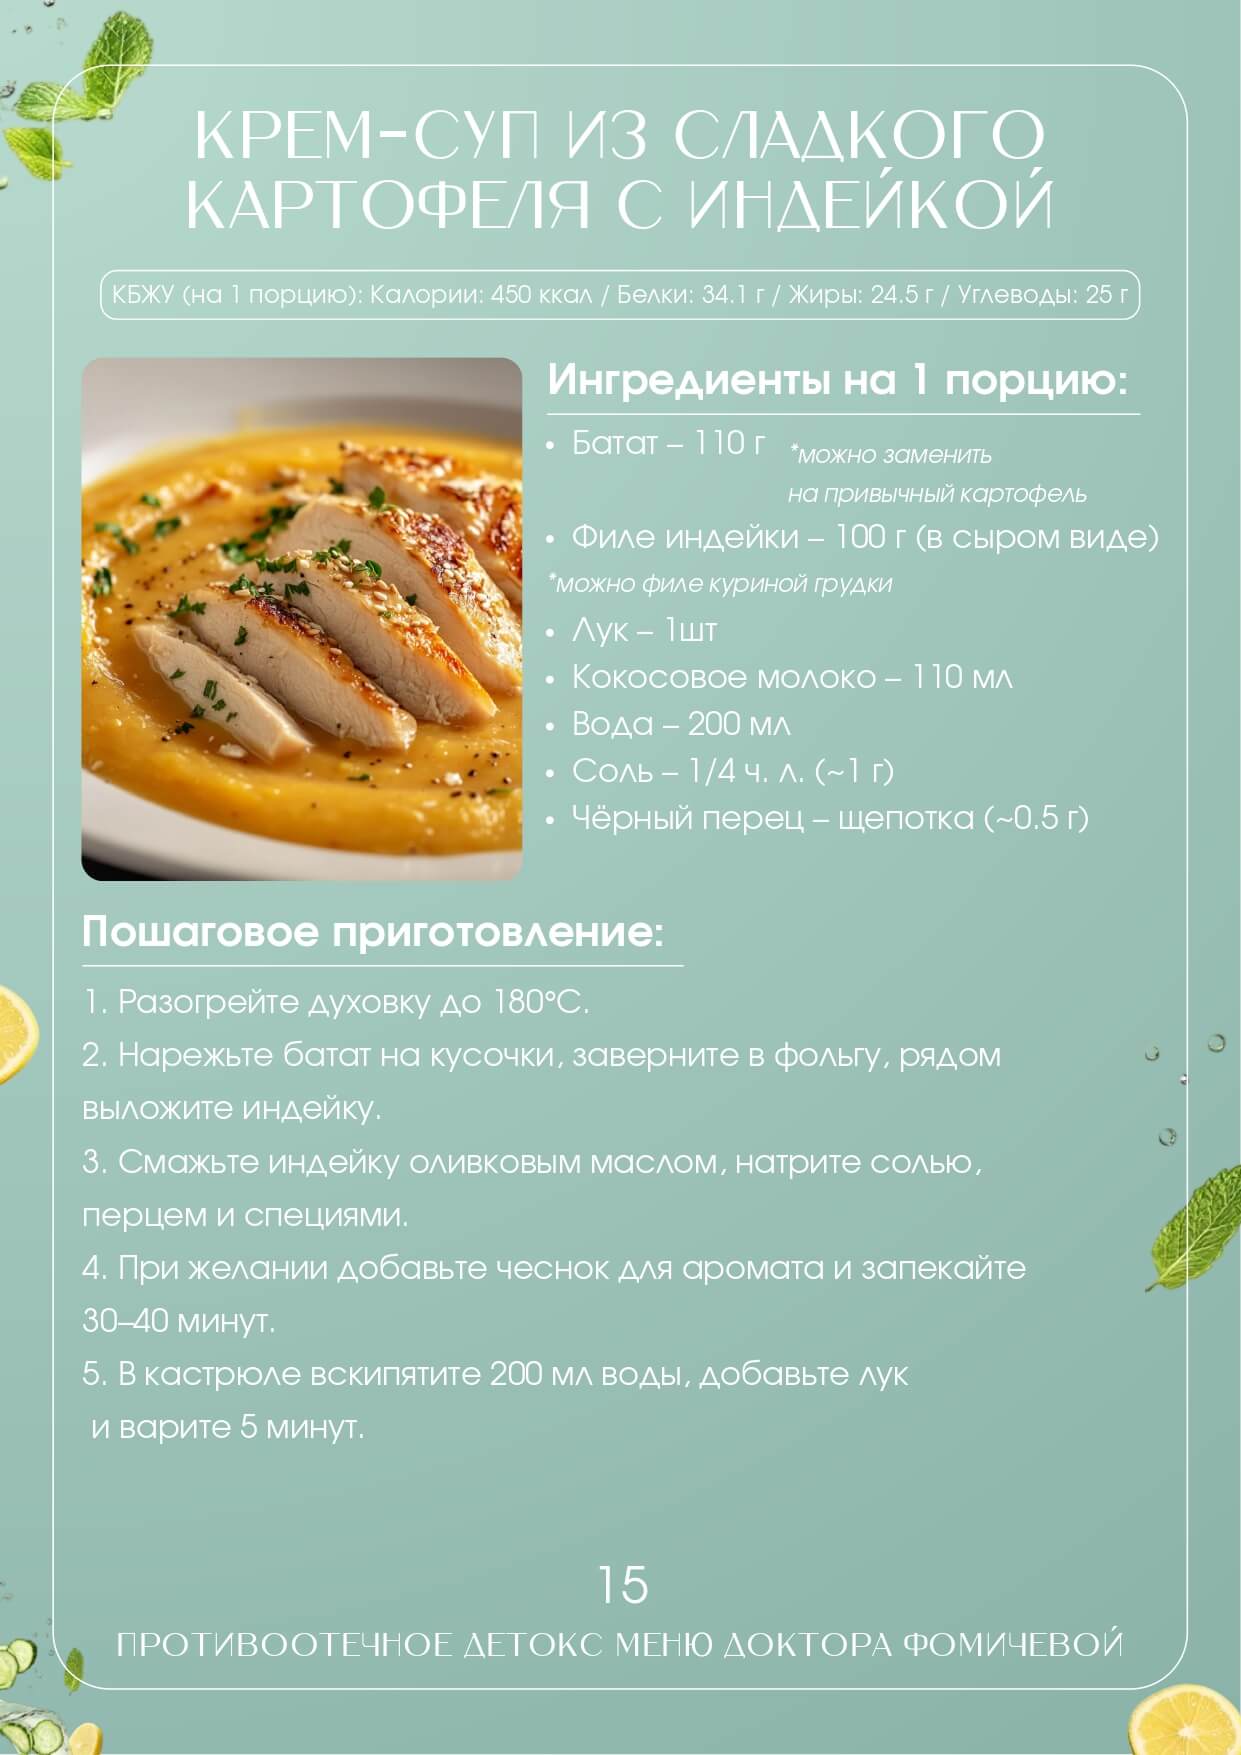 КРЕМ-СУП ИЗ СЛАДКОГО
КАРТОФЕЛЯ С ИНДЕЙКОЙ
КБЖУ (на 1 порцию): Калории: 450 ккал / Белки: 34.1 г / Жиры: 24.5 г / Углеводы: 25 г
Ингредиенты на 1 порцию:
• Батат – 110 г *можно заменить
на привычный картофель
• Филе индейки – 100 г (в сыром виде)
*можно филе куриной грудки
• Лук – 1шт
• Кокосовое молоко – 110 мл
• Вода – 200 мл
• Соль – 1/4 ч. л. (~1 г)
• Чёрный перец – щепотка (~0.5 г)
Пошаговое приготовление:
1. Разогрейте духовку до 180°C.
2. Нарежьте батат на кусочки, заверните в фольгу, рядом
выложите индейку.
3. Смажьте индейку оливковым маслом, натрите солью,
перцем и специями.
4. При желании добавьте чеснок для аромата и запекайте
30–40 минут.
5. В кастрюле вскипятите 200 мл воды, добавьте лук
и варите 5 минут.
15
ПРОТИВООТЕЧНОЕ ДЕТОКС МЕНЮ ДОКТОРА ФОМИЧЕВОЙ